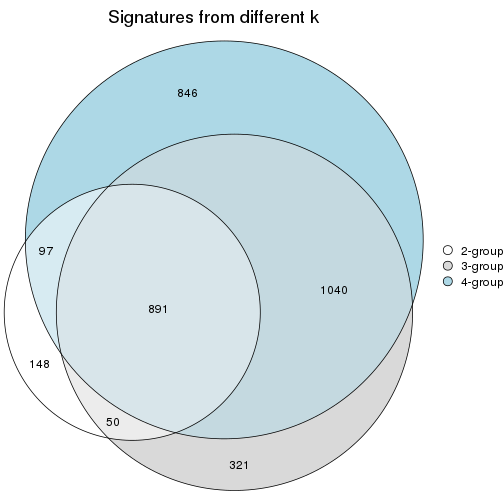 Signatures from different k
846
97
2-group
3-group
4-group
1040
891
148
50
321